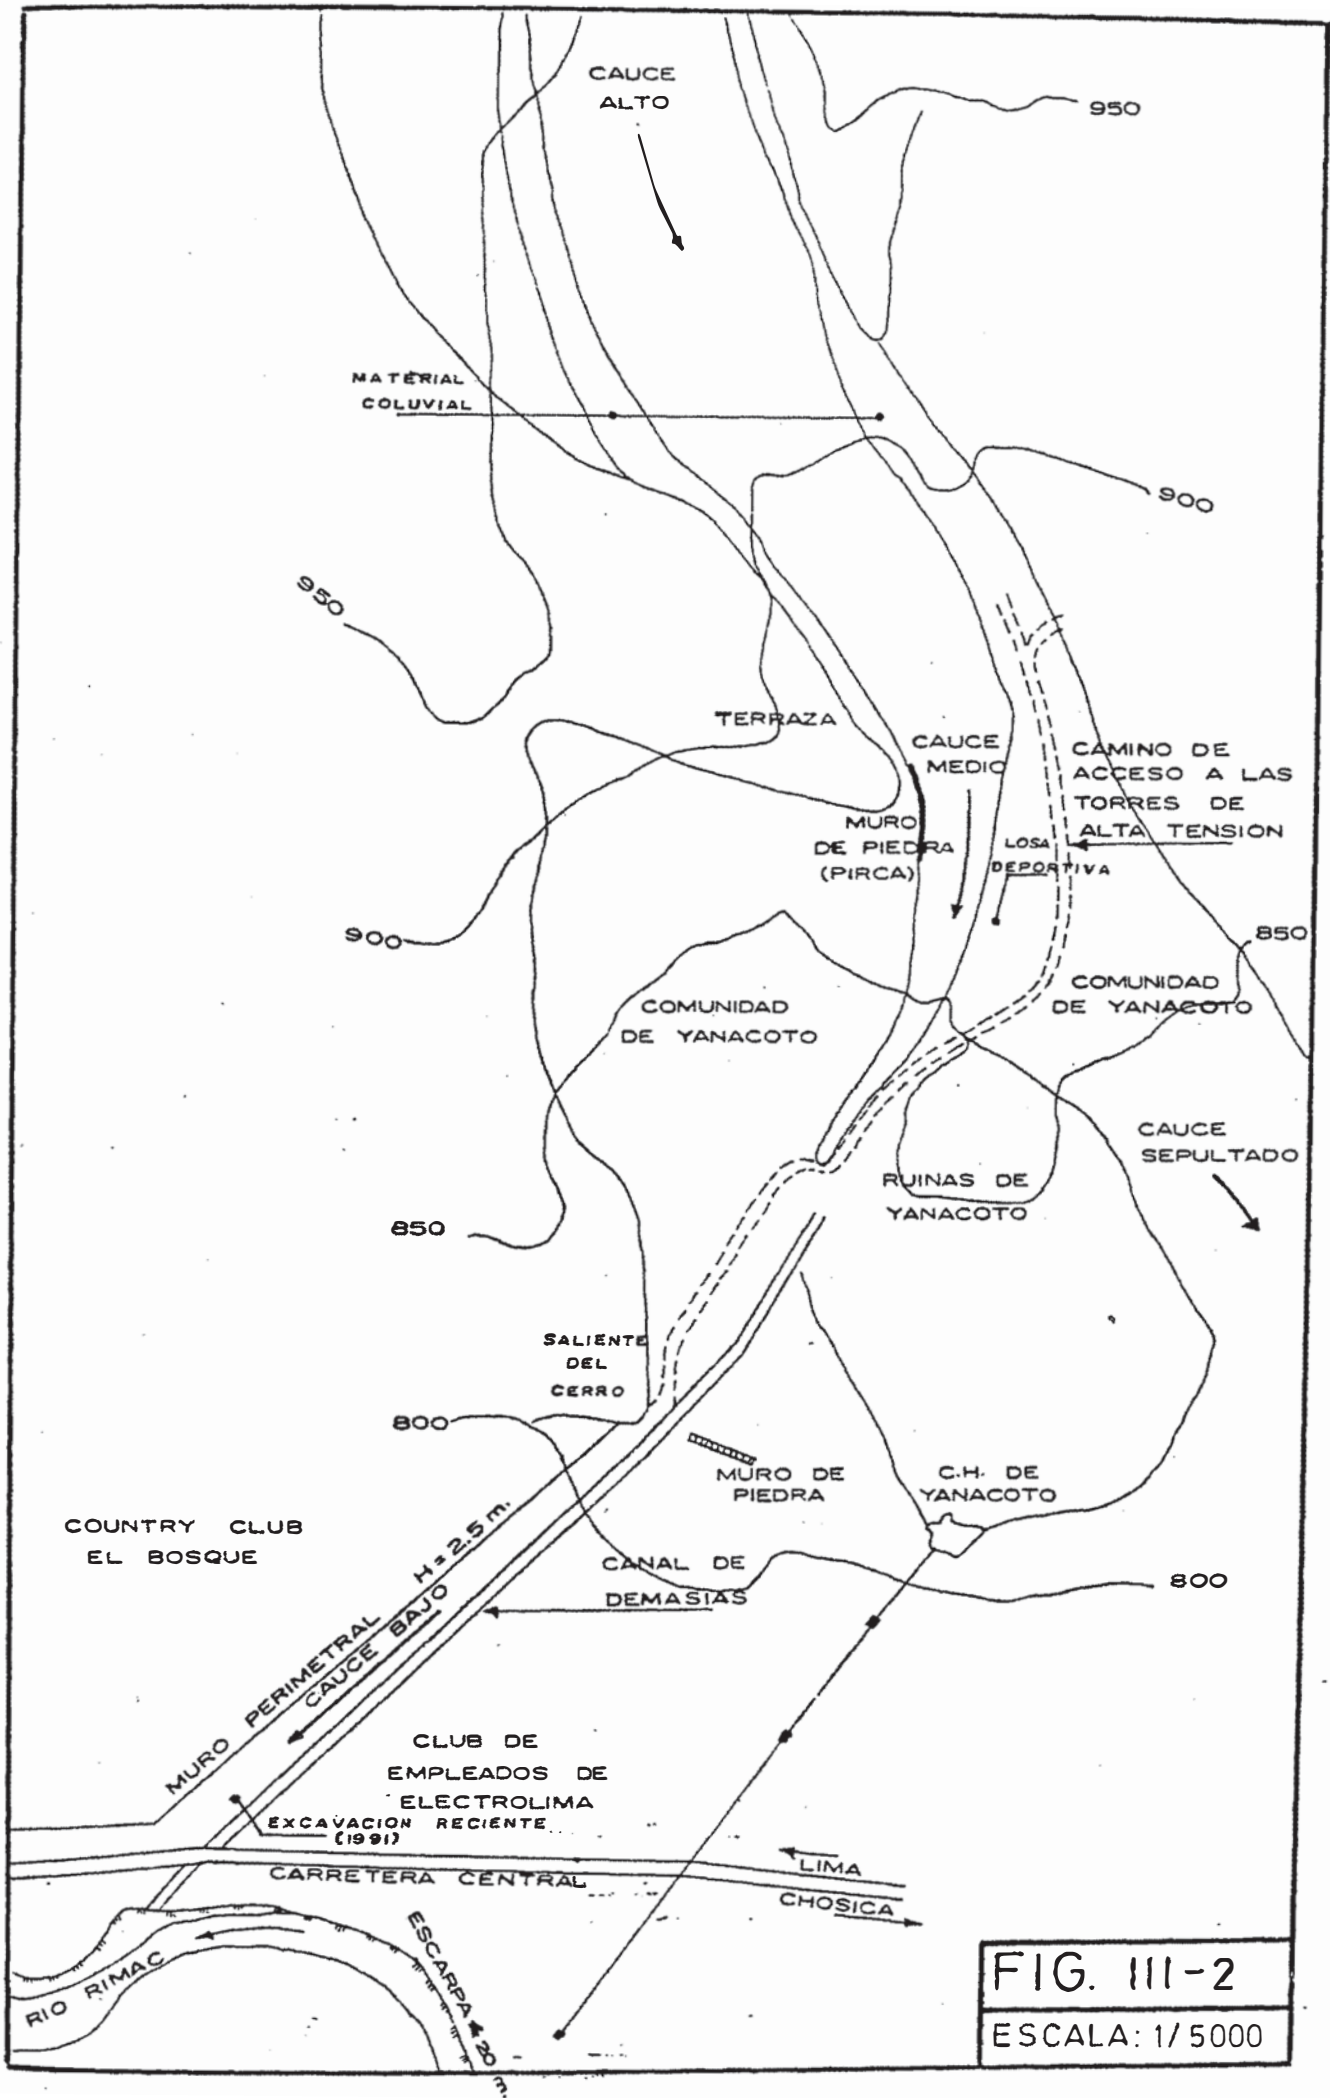 CAUCE
ALTO
950
MATERIAL
COLUVIAL
900
950
TERRAZA
CAUCE
MEDIO
CAMINO DE
ACCESO A LAS
TORRES DE
ALTA TENSION
MURO
DE PIEDRA
(PIRCA)
LOSA
DEPORTIVA
900
850
COMUNIDAD
DE YANACOTO
COMUNIDAD
DE YANACOTO
CAUCE
SEPULTADO
RUINAS DE
YANACOTO
850
SALIENTE
DEL
CERRO
800
MURO DE
PIEDRA
C.H. DE
YANACOTO
COUNTRY CLUB
EL BOSQUE
MURO PERIMETRAL H=2.5 m.
CAUCE BAJO
CANAL DE
DEMASIAS
800
CLUB DE
EMPLEADOS DE
ELECTROLIMA
EXCAVACION RECIENTE
(1991)
LIMA
CARRETERA CENTRAL
CHOSICA
RIO RIMAC
ESCARPA 20 m.
FIG. III-2
ESCALA: 1/5000